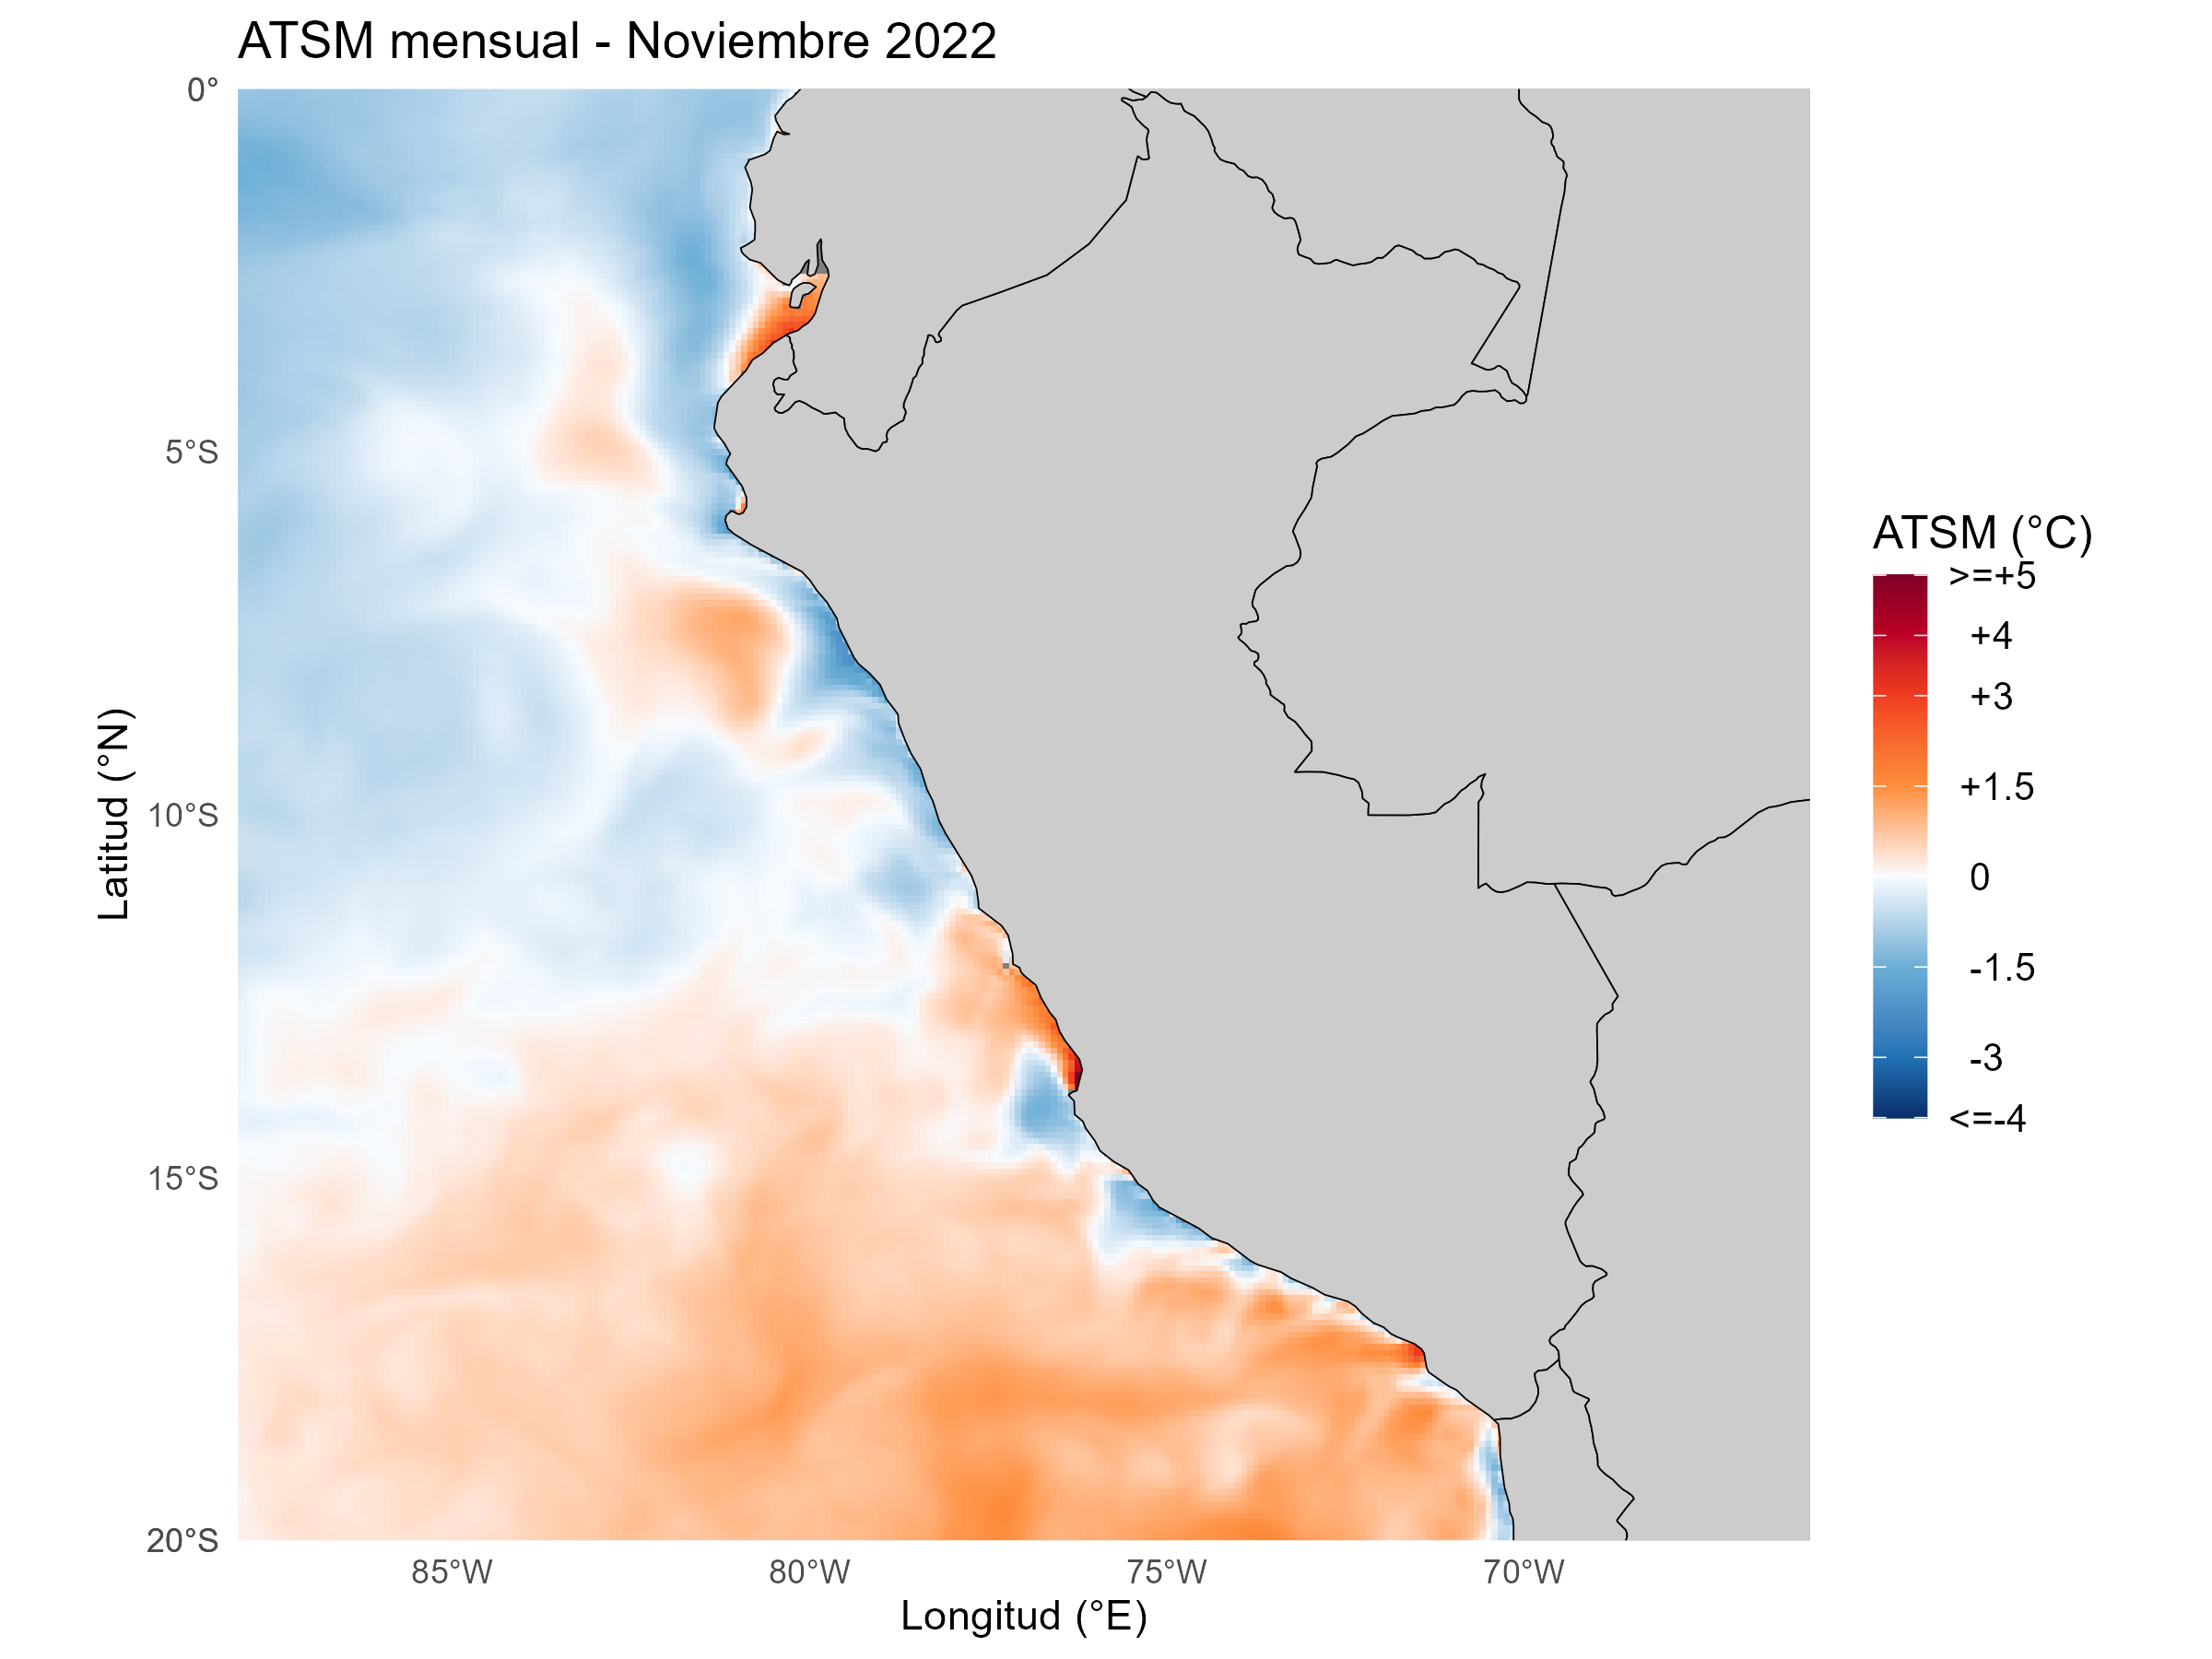 ATSM mensual - Noviembre 2022
0°
5°S
10°S
15°S
20°S
Latitud (°N)
85°W 80°W 75°W 70°W
Longitud (°E)
ATSM (°C)
>=+5
+4
+3
+1.5
0
-1.5
-3
<=-4